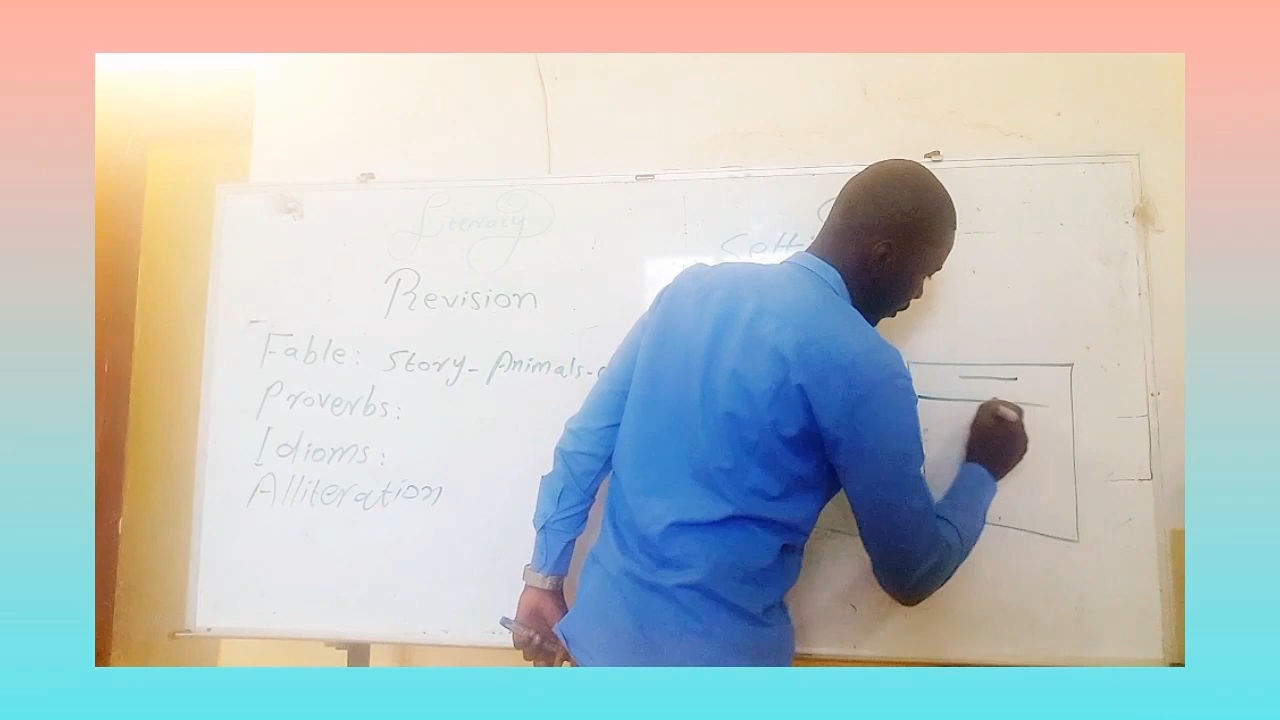 Literacy
Revision
Fable: Story - Animals -
Proverbs:
Idioms:
Alliteration